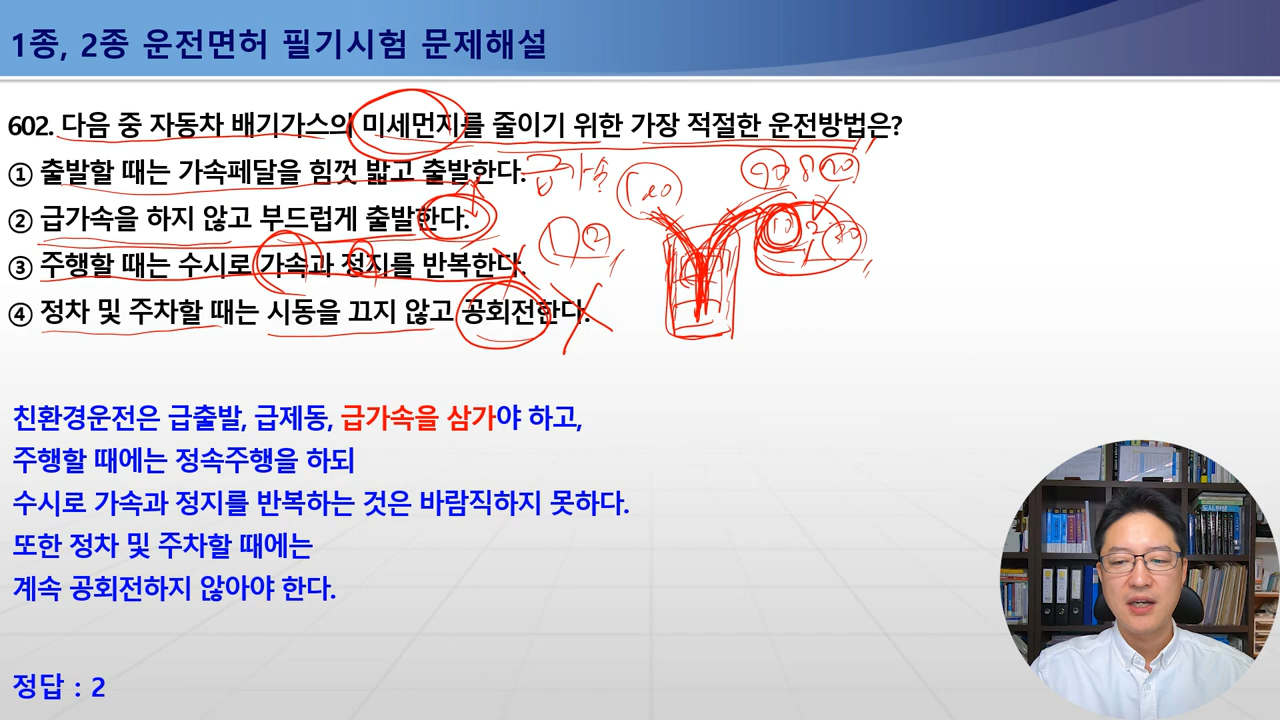 1종, 2종 운전면허 필기시험 문제해설
602. 다음 중 자동차 배기가스의 미세먼지를 줄이기 위한 가장 적절한 운전방법은?
① 출발할 때는 가속페달을 힘껏 밟고 출발한다.
급가속
② 급가속을 하지 않고 부드럽게 출발한다.
③ 주행할 때는 수시로 가속과 정지를 반복한다.
④ 정차 및 주차할 때는 시동을 끄지 않고 공회전한다.
친환경운전은 급출발, 급제동, 급가속을 삼가야 하고,
주행할 때에는 정속주행을 하되
수시로 가속과 정지를 반복하는 것은 바람직하지 못하다.
또한 정차 및 주차할 때에는
계속 공회전하지 않아야 한다.
정답 : 2